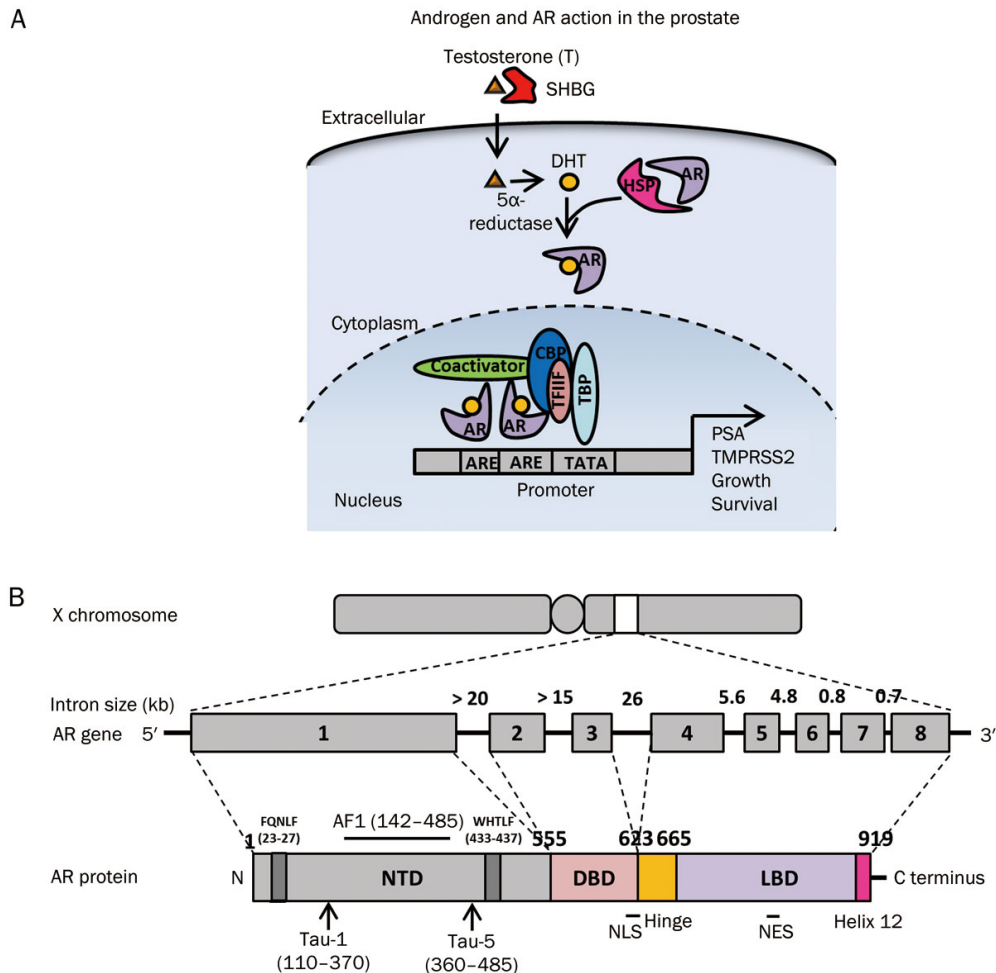 A
Androgen and AR action in the prostate
Testosterone (T)
SHBG
Extracellular
DHT
5α-
reductase
HSP
AR
AR
Cytoplasm
Coactivator
CBP
TFIIF
TBP
AR
AR
ARE
ARE
TATA
Promoter
Nucleus
PSA
TMPRSS2
Growth
Survival
B
X chromosome
Intron size (kb)
> 20
> 15
26
5.6
4.8
0.8
0.7
AR gene
5′
1
2
3
4
5
6
7
8
3′
FQNLF
(23-27)
AF1 (142–485)
WHTLF
(433-437)
1
555
623
665
919
AR protein
N
NTD
DBD
LBD
C terminus
NLS
Hinge
NES
Helix 12
Tau-1
(110–370)
Tau-5
(360–485)